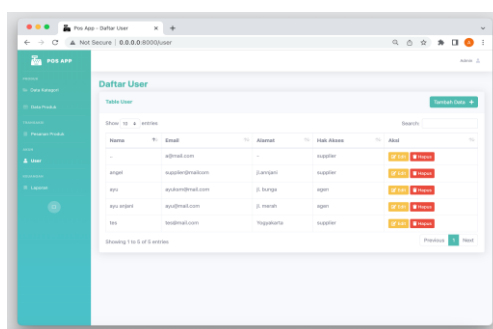 Pos App - Daftar User
Not Secure | 0.0.0.0:8000/user
POS APP
Admin
Data Kategori
Data Produk
Pesanan Produk
User
Laporan
Daftar User
Table User
Tambah Data +
Show 10 entries
Search:
Nama Email Alamat Hak Akses Aksi
- a@mail.com - supplier Edit Hapus
angel supplier@mail.com jl.anrijani supplier Edit Hapus
ayu ayukom@mail.com jl. bunga agen Edit Hapus
ayu anjani ayu@mail.com jl. merah agen Edit Hapus
tes tes@mail.com Yogyakarta supplier Edit Hapus
Showing 1 to 5 of 5 entries
Previous 1 Next